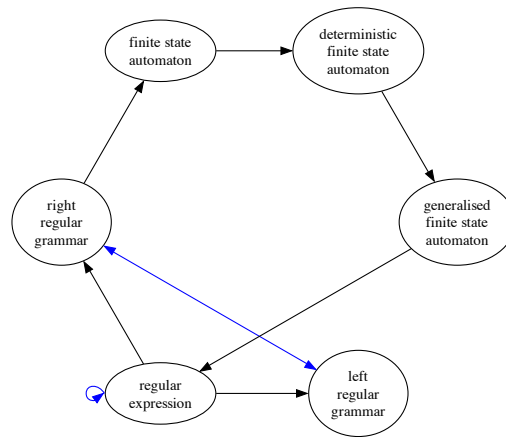 finite state
automaton
deterministic
finite state
automaton
right
regular
grammar
generalised
finite state
automaton
regular
expression
left
regular
grammar